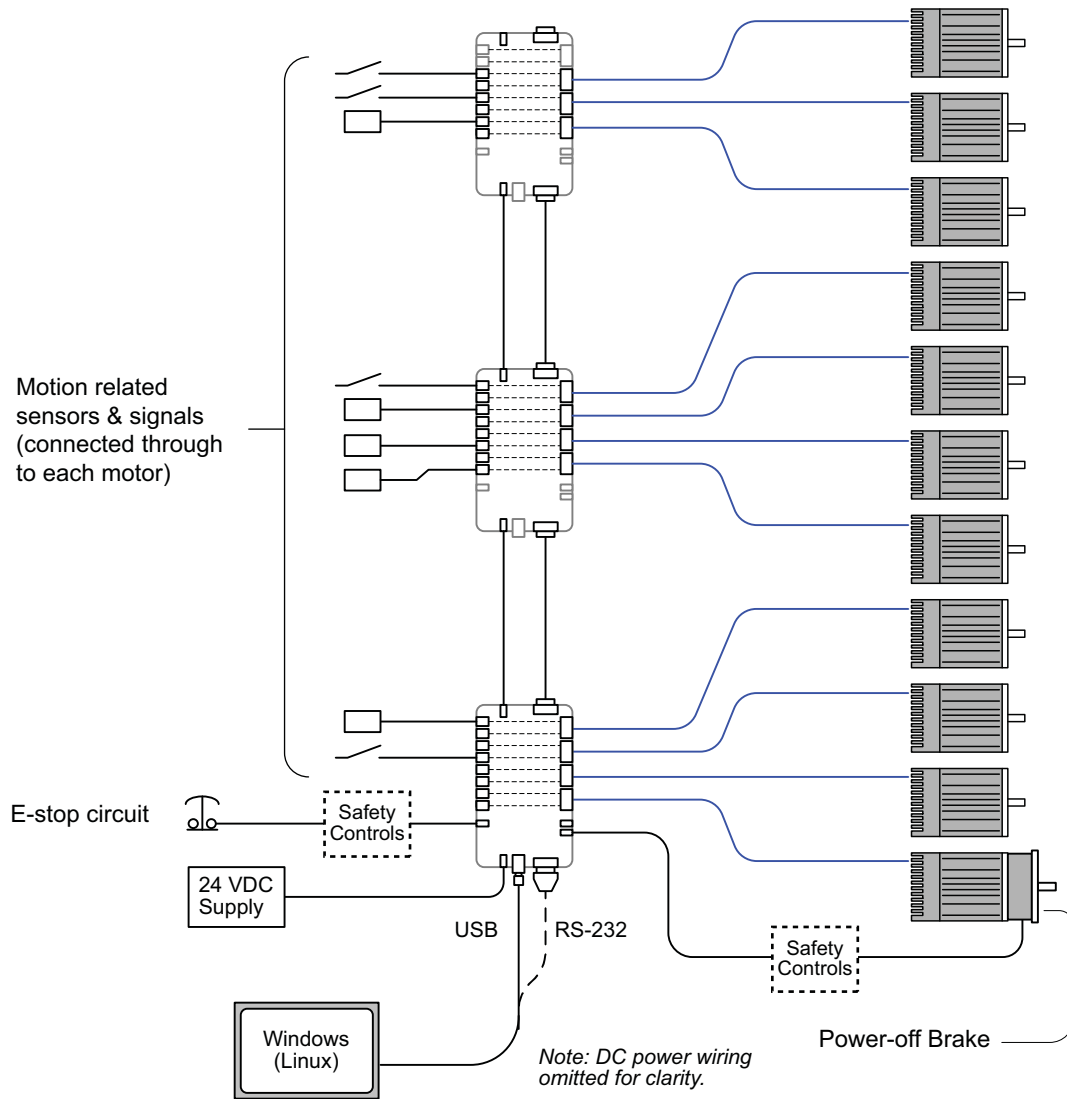 Motion related
sensors & signals
(connected through
to each motor)
E-stop circuit
Safety
Controls
24 VDC
Supply
USB
RS-232
Safety
Controls
Windows
(Linux)
Note: DC power wiring
omitted for clarity.
Power-off Brake